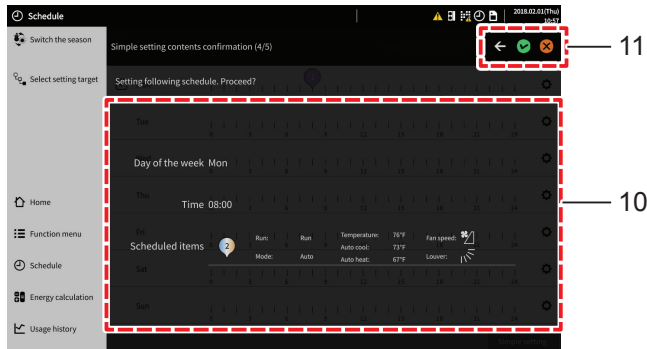 Schedule
2018.02.01(Thu)
10:57
Switch the season
Simple setting contents confirmation (4/5)
11
Select setting target
Setting following schedule. Proceed?
Tue
Day of the week Mon
Thu
Home
Time 08:00
10
Function menu
Fri
Scheduled items 2 Run: Run Temperature: 76°F Fan speed:
Auto cool: 73°F
Mode: Auto Auto heat: 67°F Louver:
Schedule
Sat
Energy calculation
Sun
Usage history
Simple setting